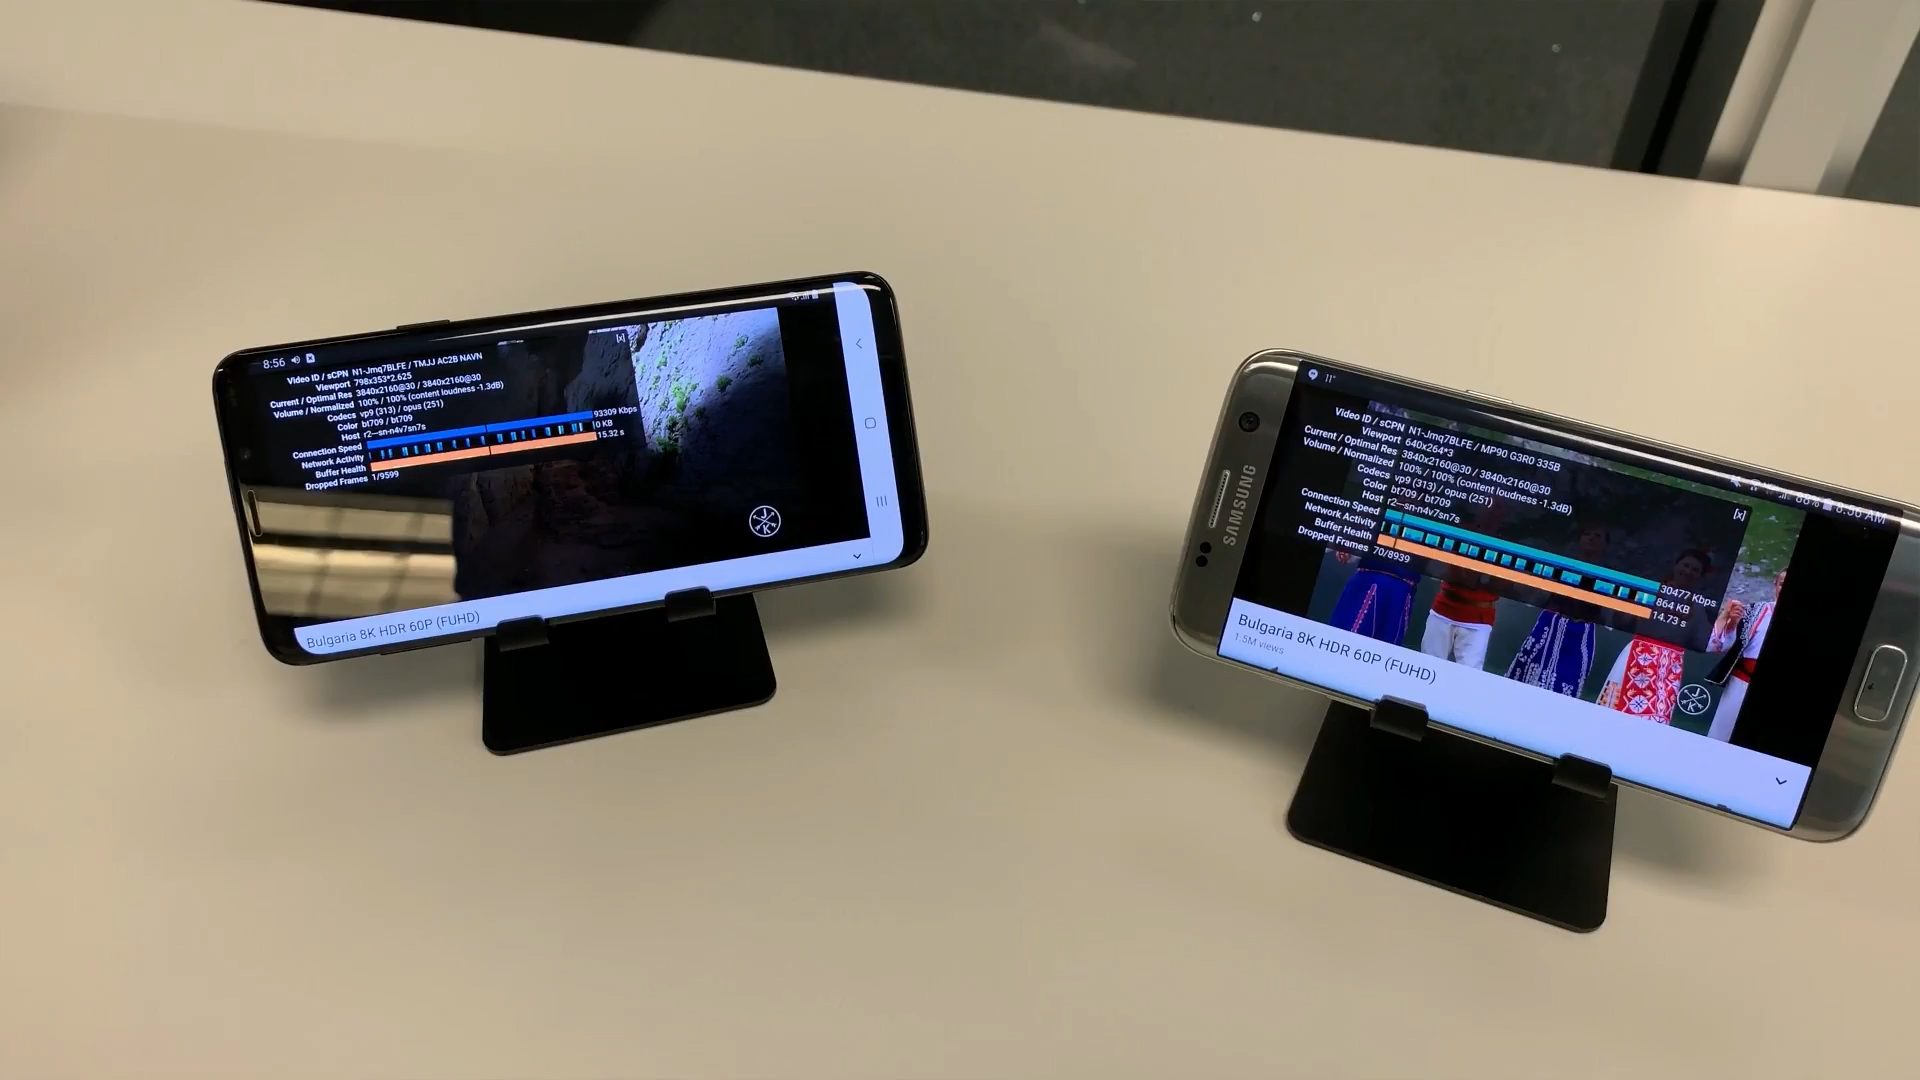 8:56
[x]
Video ID / sCPN N1-Jmq7BLFE / TMJJ AC2B NAVN
Viewport 798x353*2.625
Current / Optimal Res 3840x2160@30 / 3840x2160@30
Volume / Normalized 100% / 100% (content loudness -1.3dB)
Codecs vp9 (313) / opus (251)
Color bt709 / bt709
Host r2---sn-n4v7sn7s
Connection Speed 93309 Kbps
Network Activity 0 KB
Buffer Health 15.32 s
Dropped Frames 1/9599
J K
Bulgaria 8K HDR 60P (FUHD)
SAMSUNG
11°
86% 8:56 AM
[x]
Video ID / sCPN N1-Jmq7BLFE / MP90 G3R0 335B
Viewport 640x264*3
Current / Optimal Res 3840x2160@30 / 3840x2160@30
Volume / Normalized 100% / 100% (content loudness -1.3dB)
Codecs vp9 (313) / opus (251)
Color bt709 / bt709
Host r2---sn-n4v7sn7s
Connection Speed 30477 Kbps
Network Activity 864 KB
Buffer Health 14.73 s
Dropped Frames 70/8939
J K
Bulgaria 8K HDR 60P (FUHD)
1.5M views